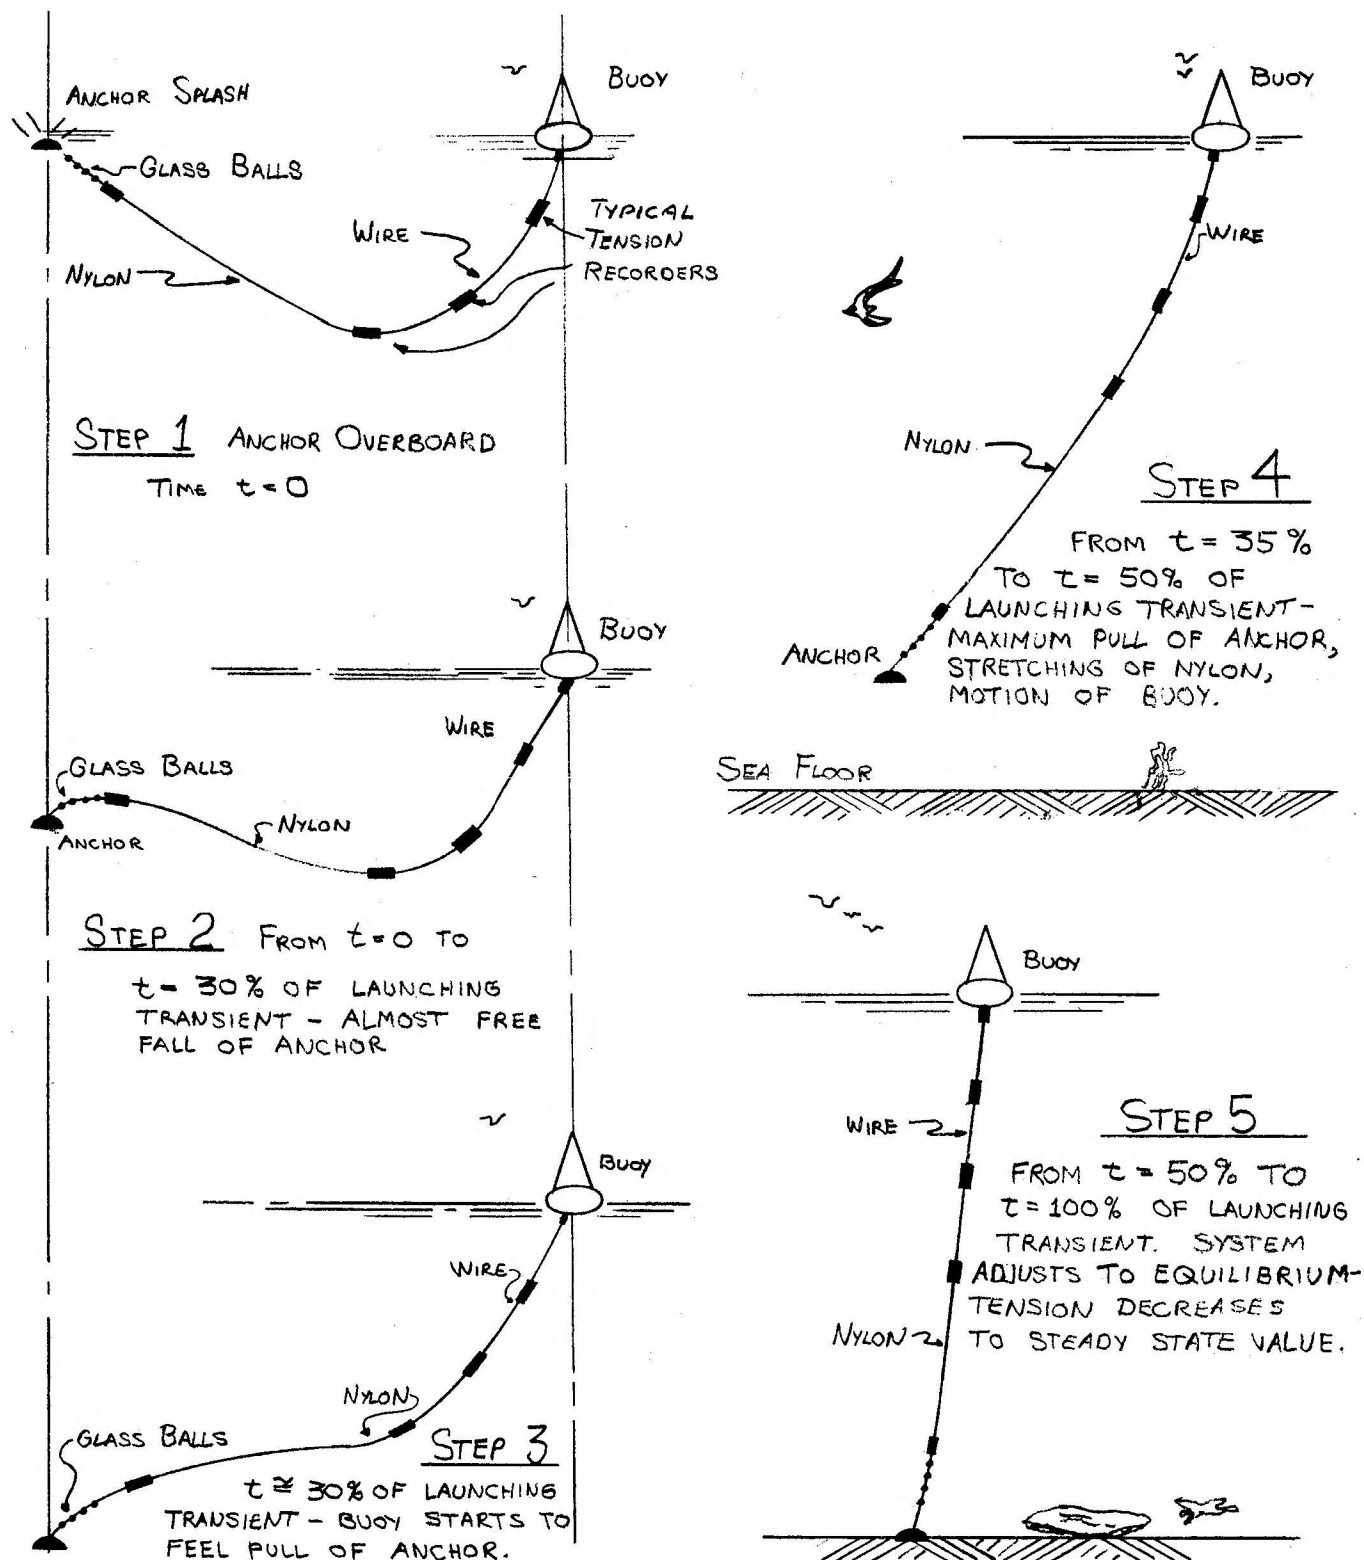 ANCHOR SPLASH
BUOY
GLASS BALLS
WIRE
TYPICAL
TENSION
RECORDERS
NYLON
STEP 1 ANCHOR OVERBOARD
TIME t=0
BUOY
WIRE
GLASS BALLS
NYLON
ANCHOR
STEP 2 FROM t=0 TO
t= 30% OF LAUNCHING
TRANSIENT - ALMOST FREE
FALL OF ANCHOR
BUOY
WIRE
NYLON
GLASS BALLS
STEP 3
t ≅ 30% OF LAUNCHING
TRANSIENT - BUOY STARTS TO
FEEL PULL OF ANCHOR.
BUOY
WIRE
NYLON
STEP 4
FROM t = 35%
TO t = 50% OF
LAUNCHING TRANSIENT-
MAXIMUM PULL OF ANCHOR,
STRETCHING OF NYLON,
MOTION OF BUOY.
ANCHOR
SEA FLOOR
BUOY
WIRE
STEP 5
FROM t = 50% TO
t = 100% OF LAUNCHING
TRANSIENT. SYSTEM
ADJUSTS TO EQUILIBRIUM-
TENSION DECREASES
TO STEADY STATE VALUE.
NYLON